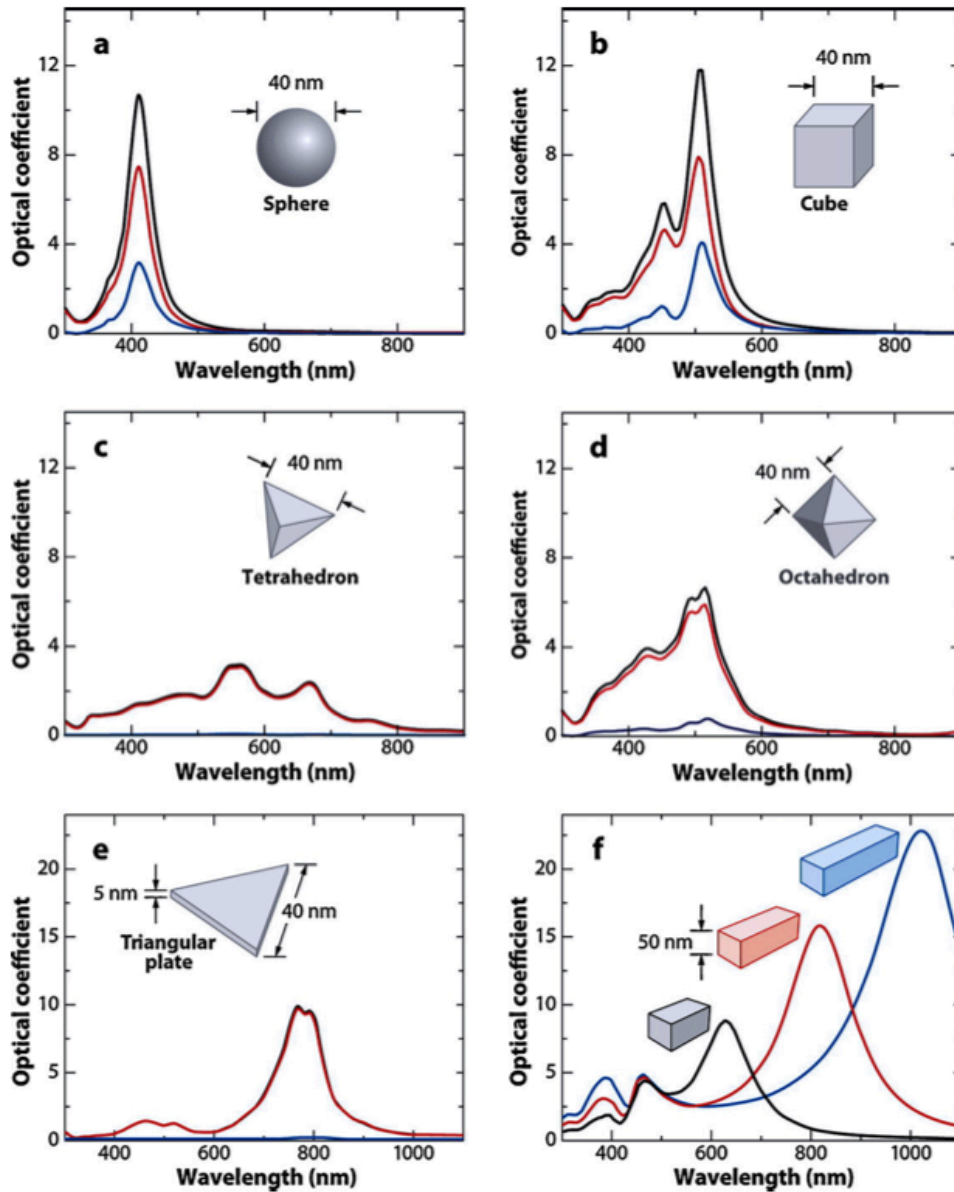 a
40 nm
Sphere
Optical coefficient
12
8
4
0
400
600
800
Wavelength (nm)
b
40 nm
Cube
Optical coefficient
12
8
4
0
400
600
800
Wavelength (nm)
c
40 nm
Tetrahedron
Optical coefficient
12
8
4
0
400
600
800
Wavelength (nm)
d
40 nm
Octahedron
Optical coefficient
12
8
4
0
400
600
800
Wavelength (nm)
e
5 nm
40 nm
Triangular
plate
Optical coefficient
20
15
10
5
0
400
600
800
1000
Wavelength (nm)
f
50 nm
Optical coefficient
20
15
10
5
0
400
600
800
1000
Wavelength (nm)